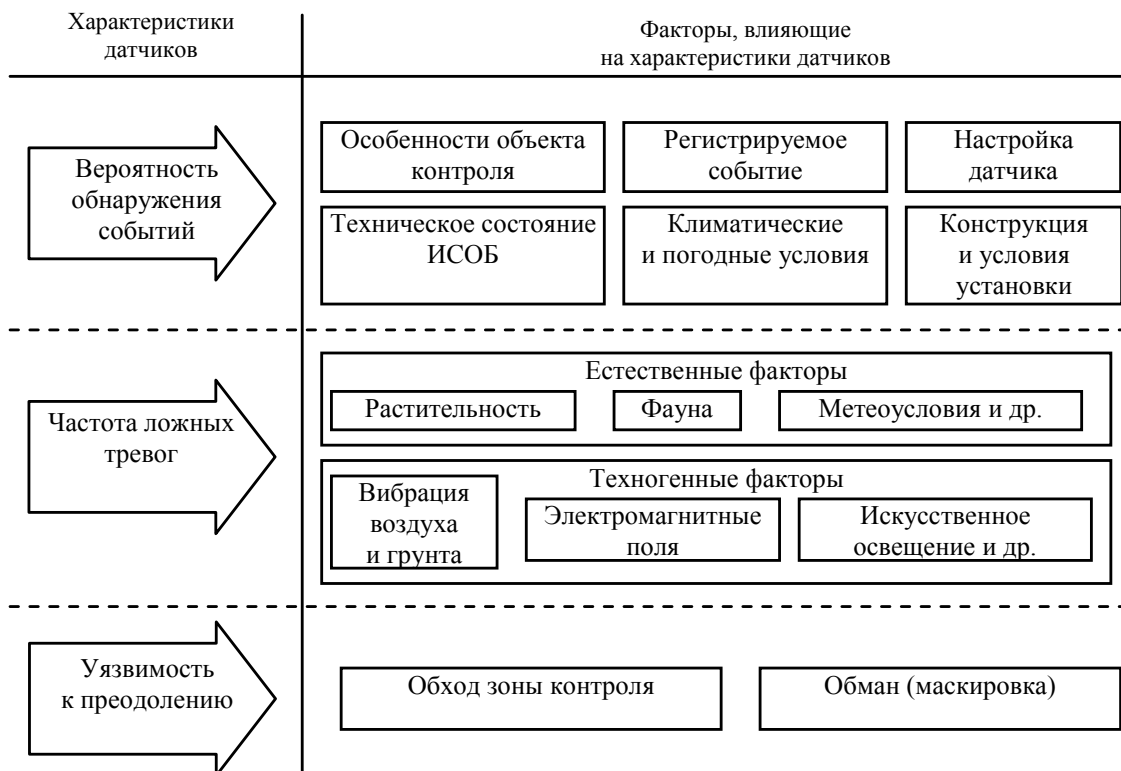 Характеристики
датчиков
Факторы, влияющие
на характеристики датчиков
Вероятность
обнаружения
событий
Особенности объекта
контроля
Регистрируемое
событие
Настройка
датчика
Техническое состояние
ИСОБ
Климатические
и погодные условия
Конструкция
и условия
установки
Частота ложных
тревог
Естественные факторы
Растительность
Фауна
Метеоусловия и др.
Техногенные факторы
Вибрация
воздуха
и грунта
Электромагнитные
поля
Искусственное
освещение и др.
Уязвимость
к преодолению
Обход зоны контроля
Обман (маскировка)